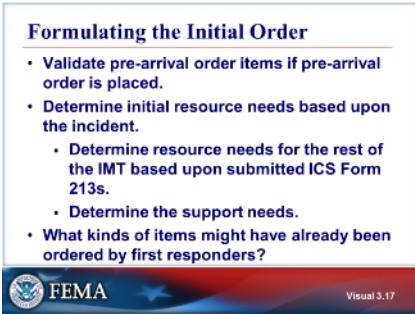 Formulating the Initial Order
• Validate pre-arrival order items if pre-arrival
order is placed.
• Determine initial resource needs based upon
the incident.
▪ Determine resource needs for the rest of
the IMT based upon submitted ICS Form
213s.
▪ Determine the support needs.
• What kinds of items might have already been
ordered by first responders?
FEMA
Visual 3.17